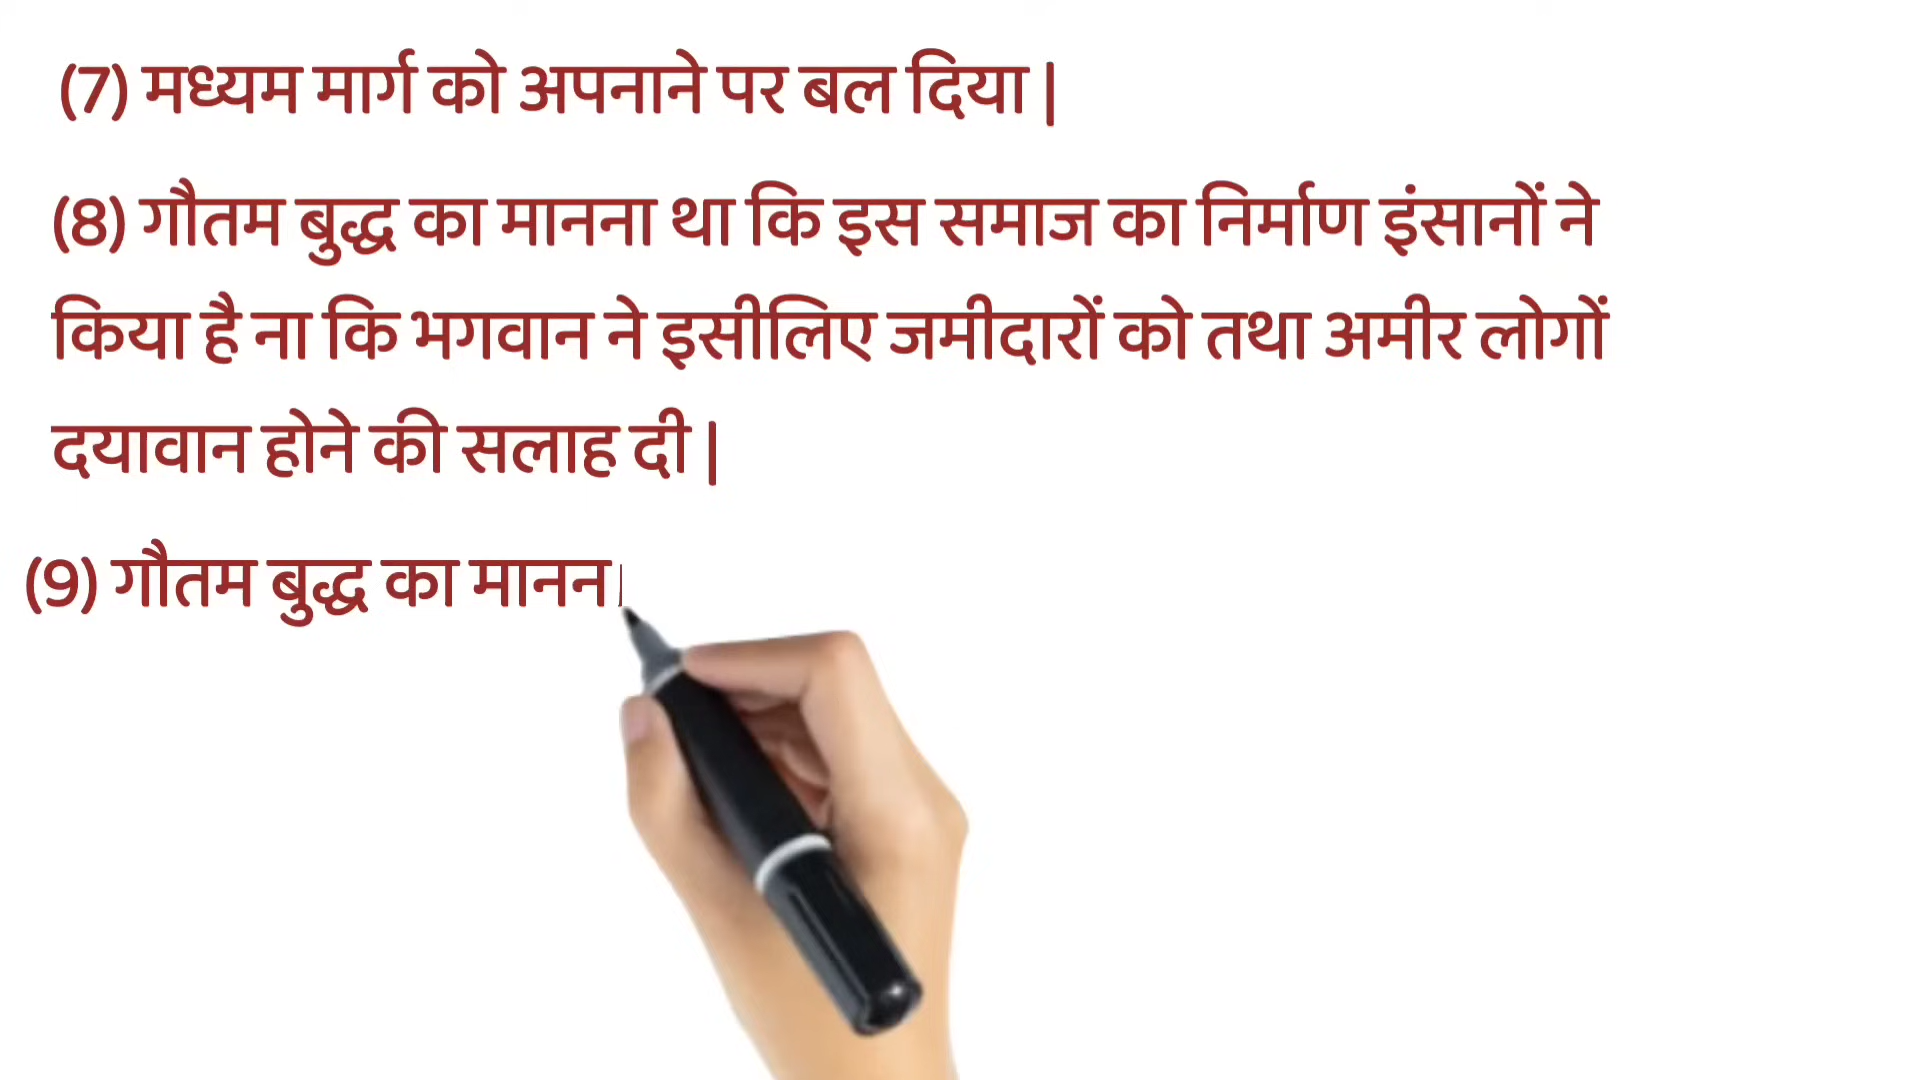 (7) मध्यम मार्ग को अपनाने पर बल दिया |
(8) गौतम बुद्ध का मानना था कि इस समाज का निर्माण इंसानों ने
किया है ना कि भगवान ने इसीलिए जमीदारों को तथा अमीर लोगों
दयावान होने की सलाह दी |
(9) गौतम बुद्ध का मानन